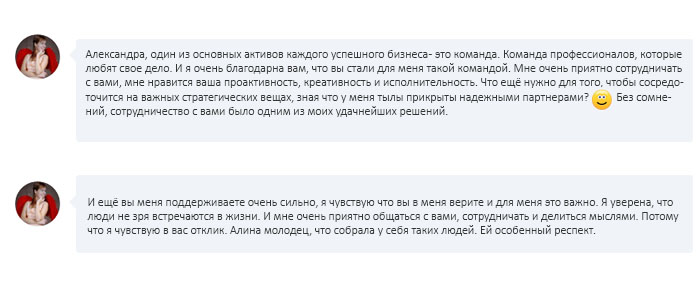 Александра, один из основных активов каждого успешного бизнеса- это команда. Команда профессионалов, которые
любят свое дело. И я очень благодарна вам, что вы стали для меня такой командой. Мне очень приятно сотрудничать
с вами, мне нравится ваша проактивность, креативность и исполнительность. Что ещё нужно для того, чтобы сосредо-
точится на важных стратегических вещах, зная что у меня тылы прикрыты надежными партнерами? Без сомне-
ний, сотрудничество с вами было одним из моих удачнейших решений.
И ещё вы меня поддерживаете очень сильно, я чувствую что вы в меня верите и для меня это важно. Я уверена, что
люди не зря встречаются в жизни. И мне очень приятно общаться с вами, сотрудничать и делиться мыслями. Потому
что я чувствую в вас отклик. Алина молодец, что собрала у себя таких людей. Ей особенный респект.